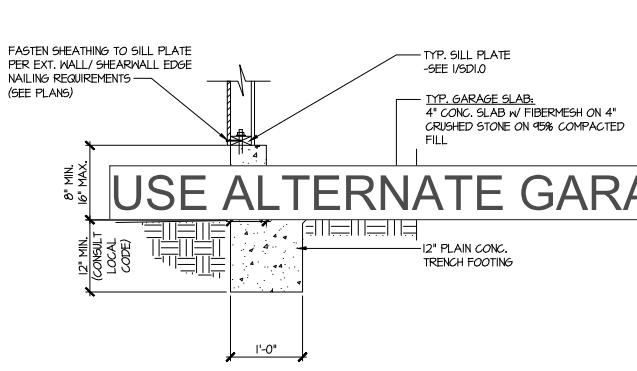 FASTEN SHEATHING TO SILL PLATE
PER EXT. WALL/ SHEARWALL EDGE
NAILING REQUIREMENTS
(SEE PLANS)
TYP. SILL PLATE
-SEE 1/SD1.0
TYP. GARAGE SLAB:
4" CONC. SLAB W/ FIBERMESH ON 4"
CRUSHED STONE ON 95% COMPACTED
FILL
8" MIN.
16" MAX.
USE ALTERNATE GARA
12" MIN.
(CONSULT
LOCAL
CODE)
12" PLAIN CONC.
TRENCH FOOTING
1'-0"